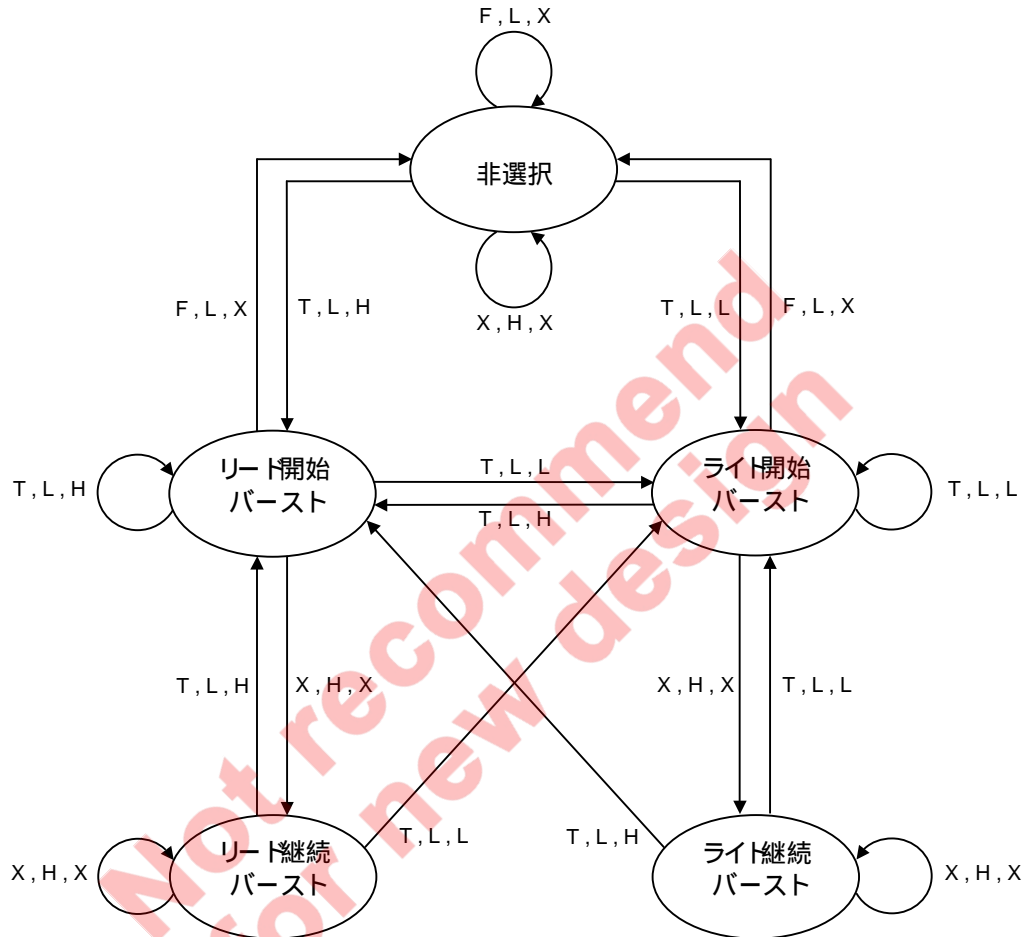 F,L,X
非選択
X,H,X
F,L,X
T,L,H
T,L,L
F,L,X
T,L,H
リード開始
バースト
T,L,L
T,L,H
ライト開始
バースト
T,L,L
T,L,H
X,H,X
X,H,X
T,L,L
X,H,X
リード継続
バースト
T,L,L
T,L,H
ライト継続
バースト
X,H,X
Not recommend
for new design